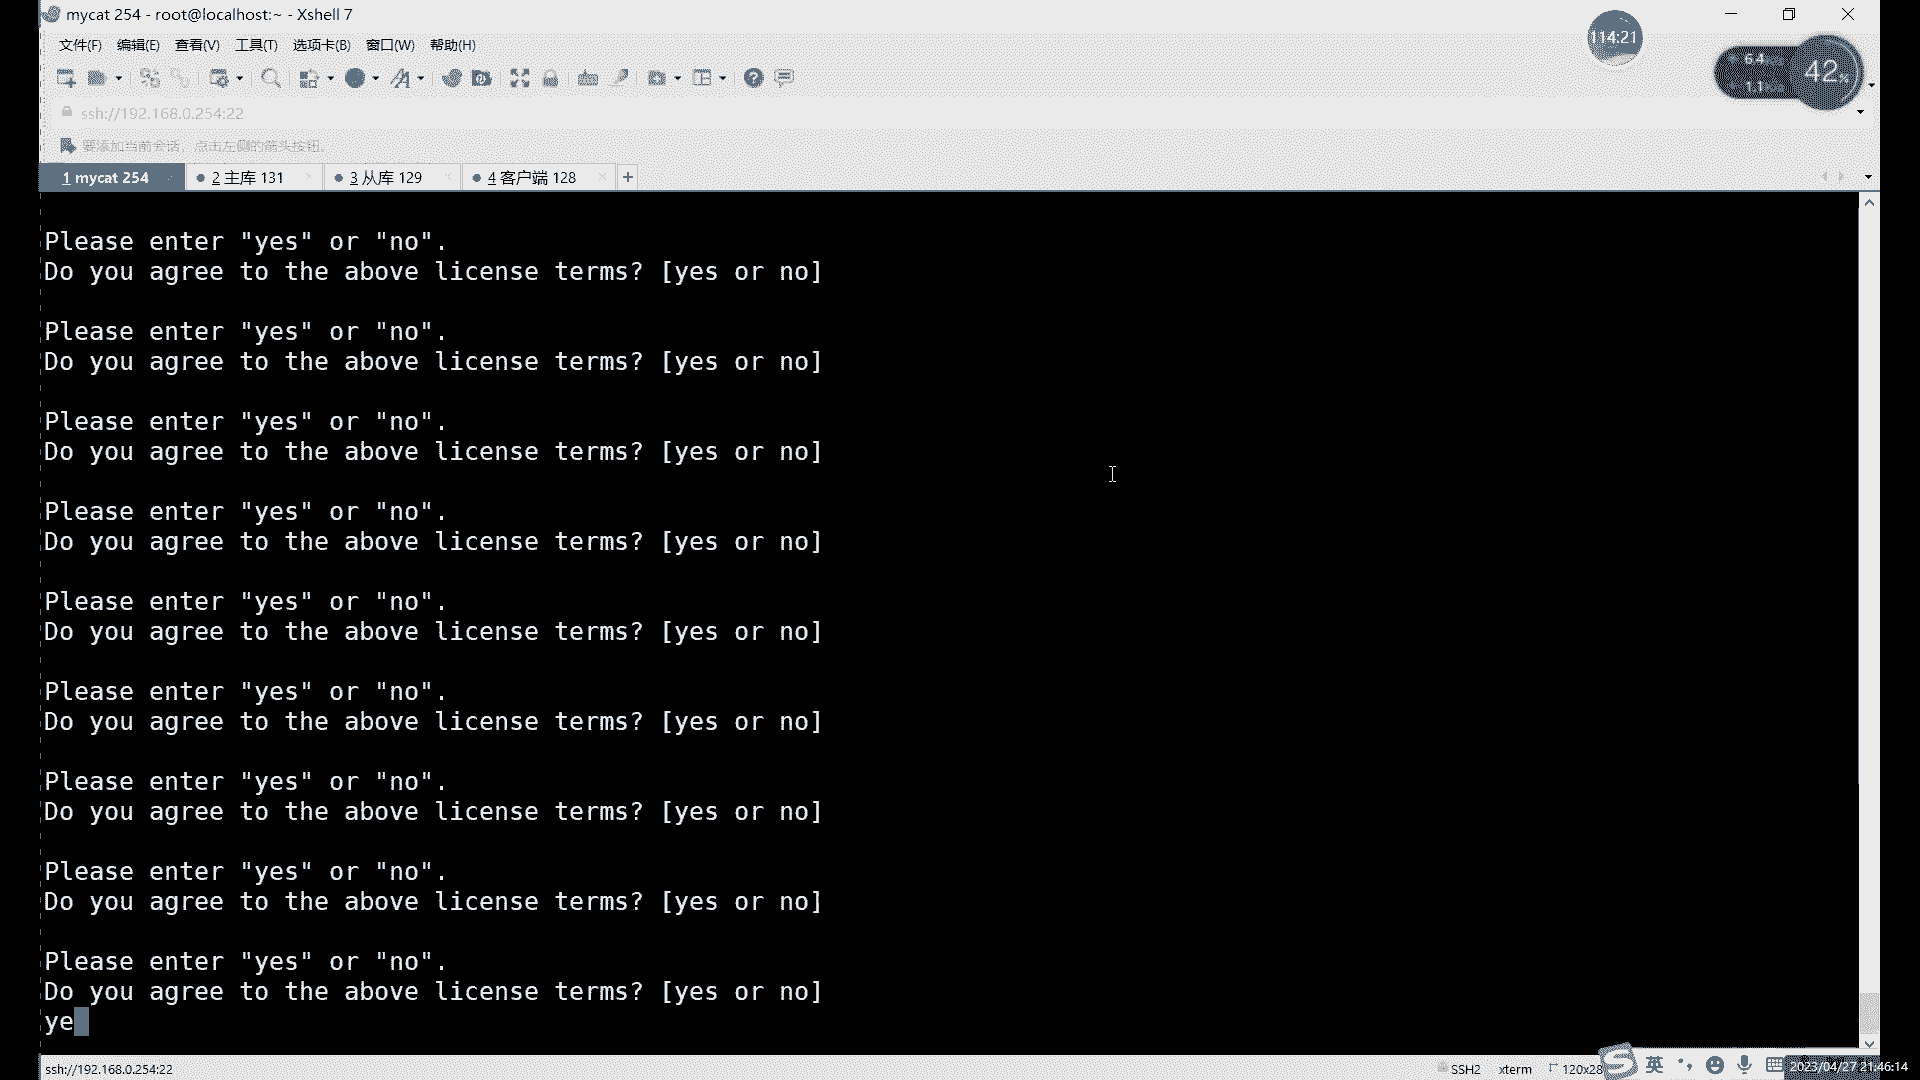 mycat 254 - root@localhost:~ - Xshell 7
114:21
文件(F) 编辑(E) 查看(V) 工具(T) 选项卡(B) 窗口(W) 帮助(H)
6.4
42%
1.1
ssh://192.168.0.254:22
要添加当前会话，点击左侧的箭头按钮。
1 mycat 254 2 主库 131 3 从库 129 4 客户端 128
Please enter "yes" or "no".
Do you agree to the above license terms? [yes or no]
Please enter "yes" or "no".
Do you agree to the above license terms? [yes or no]
Please enter "yes" or "no".
Do you agree to the above license terms? [yes or no]
Please enter "yes" or "no".
Do you agree to the above license terms? [yes or no]
Please enter "yes" or "no".
Do you agree to the above license terms? [yes or no]
Please enter "yes" or "no".
Do you agree to the above license terms? [yes or no]
Please enter "yes" or "no".
Do you agree to the above license terms? [yes or no]
Please enter "yes" or "no".
Do you agree to the above license terms? [yes or no]
Please enter "yes" or "no".
Do you agree to the above license terms? [yes or no]
ye
ssh://192.168.0.254:22 SSH2 xterm 120x28 英 2023/04/27 21:46:14